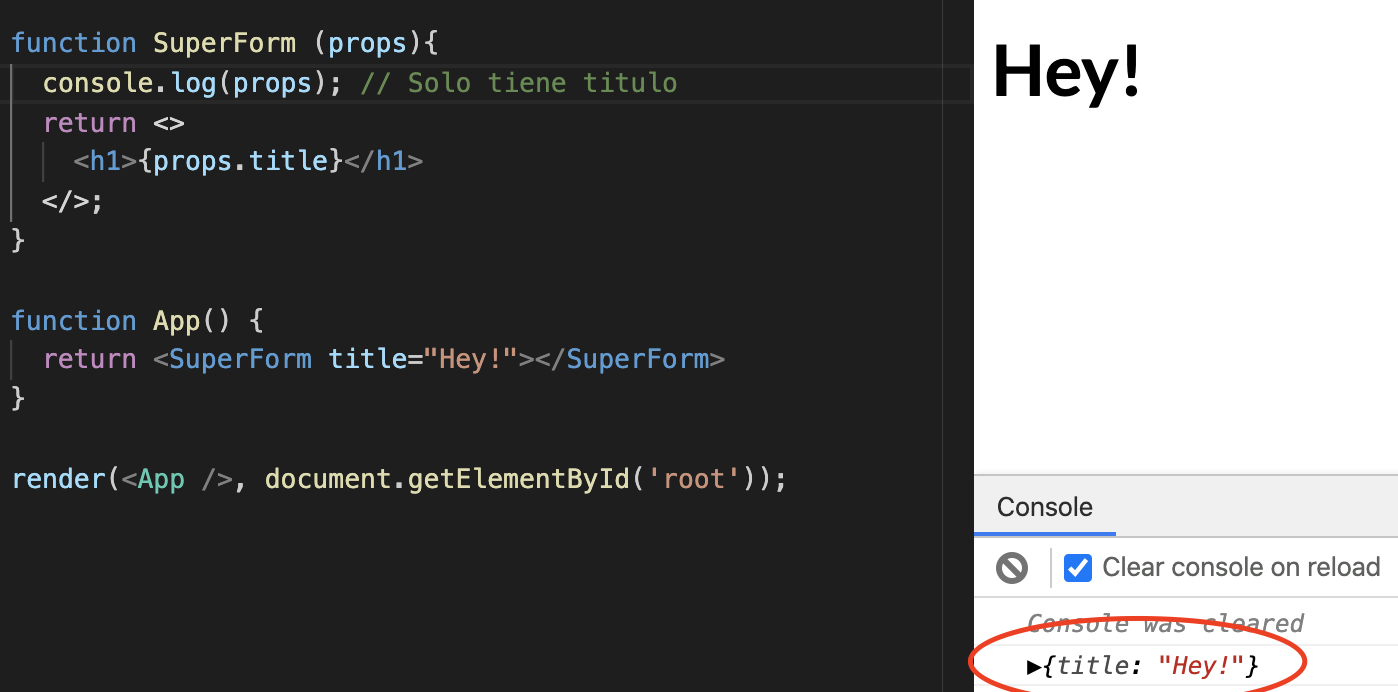 function SuperForm (props){
console.log(props); // Solo tiene titulo
return <>
<h1>{props.title}</h1>
</>;
}
function App() {
return <SuperForm title="Hey!"></SuperForm>
}
render(<App />, document.getElementById('root'));
Hey!
Console
Clear console on reload
Console was cleared
▶{title: "Hey!"}